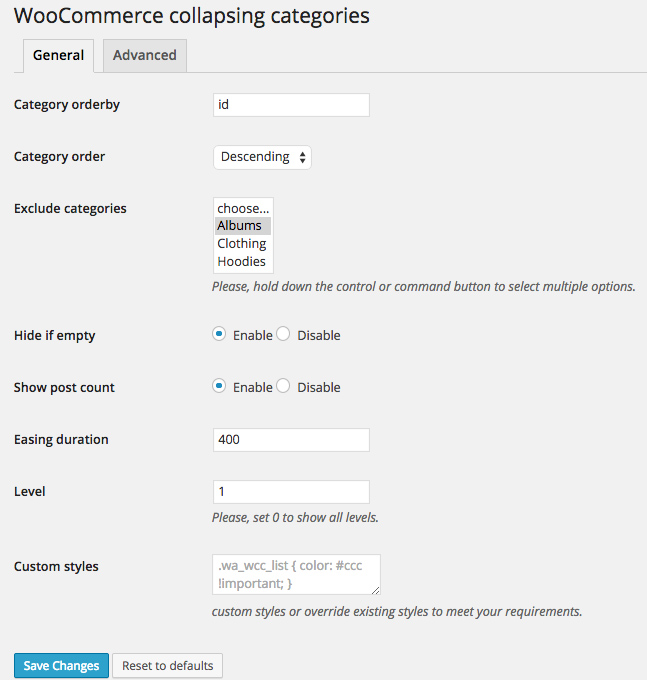 WooCommerce collapsing categories
General Advanced
Category orderby id
Category order Descending
Exclude categories choose...
Albums
Clothing
Hoodies
Please, hold down the control or command button to select multiple options.
Hide if empty Enable Disable
Show post count Enable Disable
Easing duration 400
Level 1
Please, set 0 to show all levels.
Custom styles .wa_wcc_list { color: #ccc
!important; }
custom styles or override existing styles to meet your requirements.
Save Changes Reset to defaults